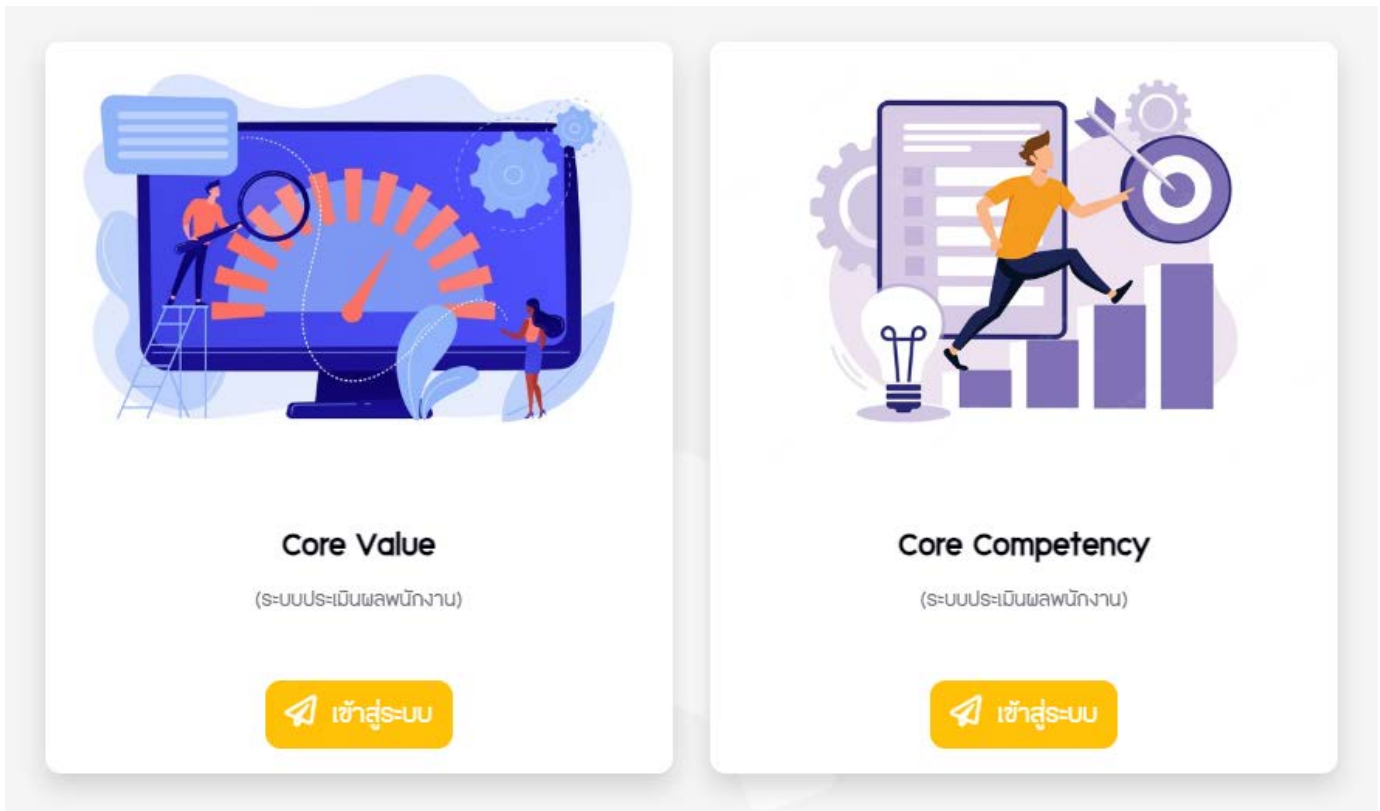 Core Value
(ระบบประเมินผลพนักงาน)
เข้าสู่ระบบ
Core Competency
(ระบบประเมินผลพนักงาน)
เข้าสู่ระบบ